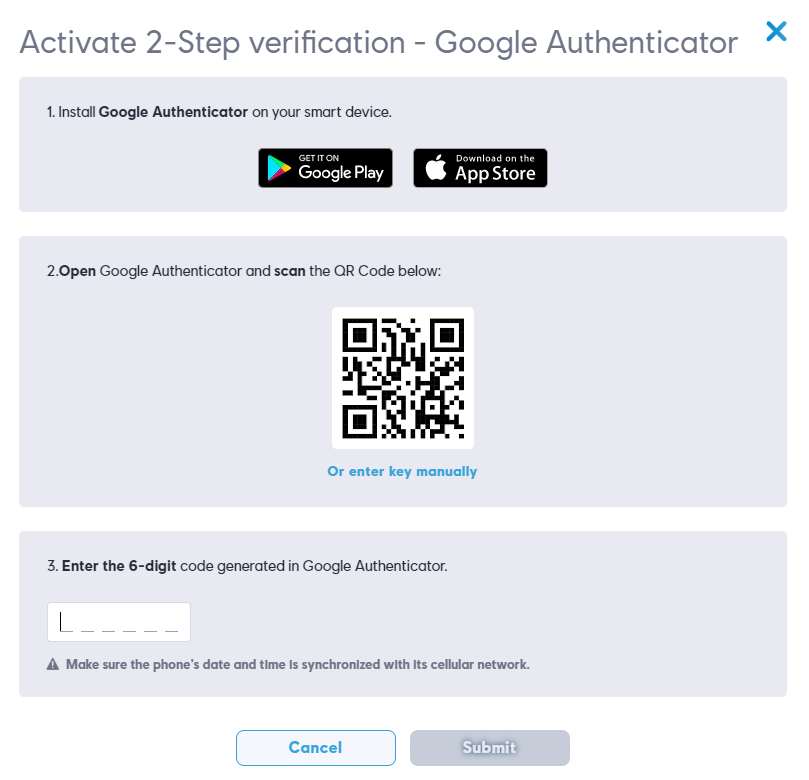 Activate 2-Step verification - Google Authenticator
1. Install Google Authenticator on your smart device.
GET IT ON
Google Play
Download on the
App Store
2.Open Google Authenticator and scan the QR Code below:
Or enter key manually
3. Enter the 6-digit code generated in Google Authenticator.
Make sure the phone's date and time is synchronized with its cellular network.
Cancel
Submit